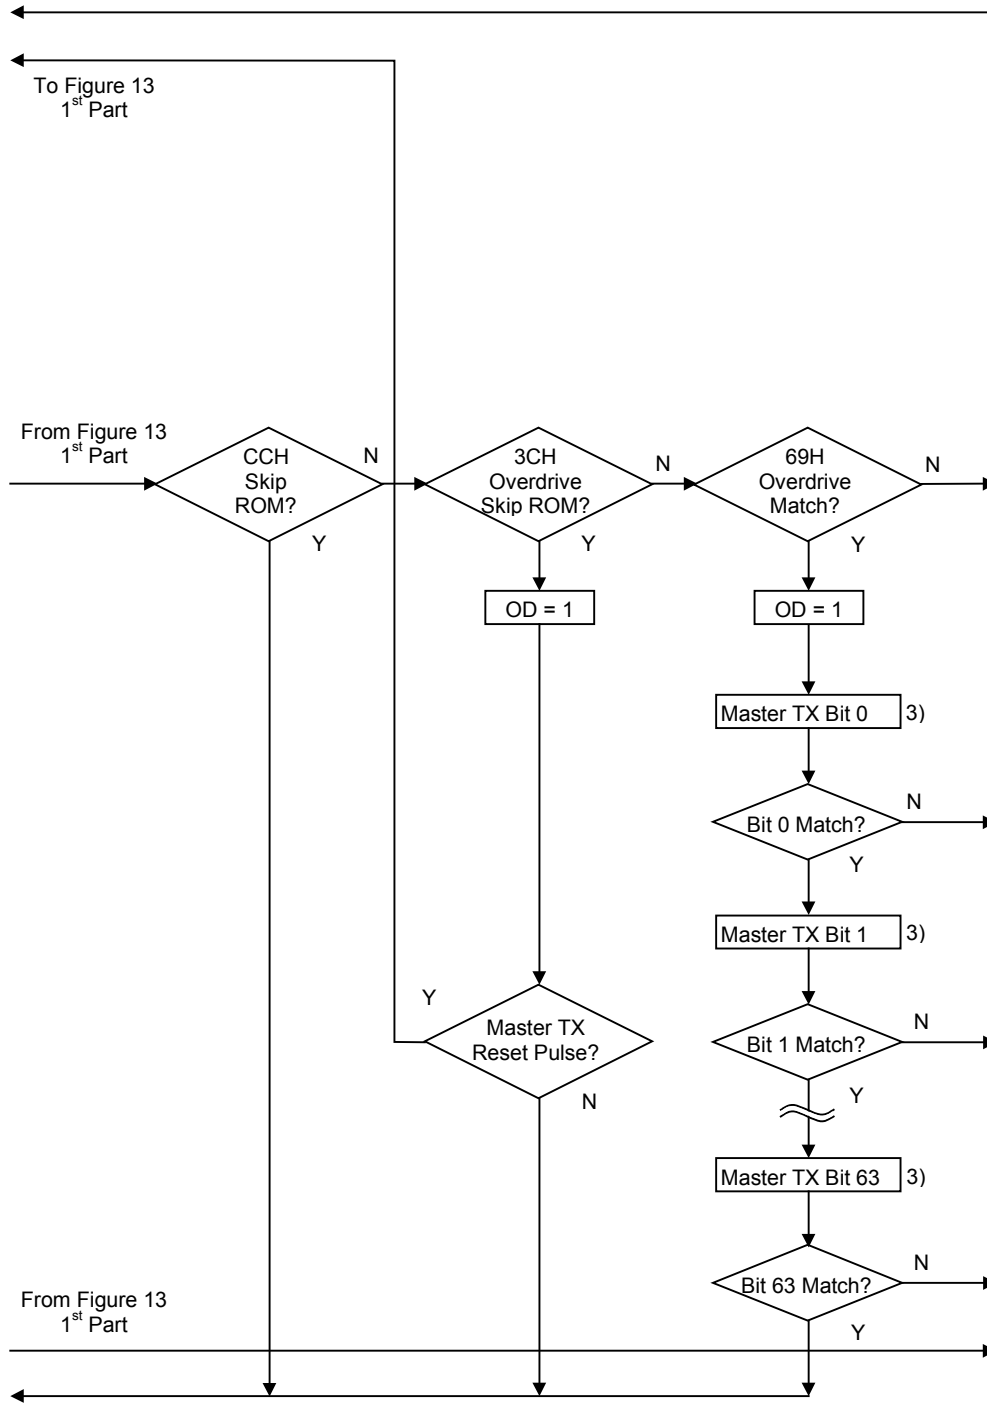 To Figure 13
1st Part
From Figure 13
1st Part
CCH
Skip
ROM?
N
Y
3CH
Overdrive
Skip ROM?
N
Y
69H
Overdrive
Match?
N
Y
OD = 1
OD = 1
Master TX Bit 0
3)
Bit 0 Match?
N
Y
Master TX Bit 1
3)
Y
Master TX
Reset Pulse?
N
Bit 1 Match?
N
Y
Master TX Bit 63
3)
Bit 63 Match?
N
Y
From Figure 13
1st Part